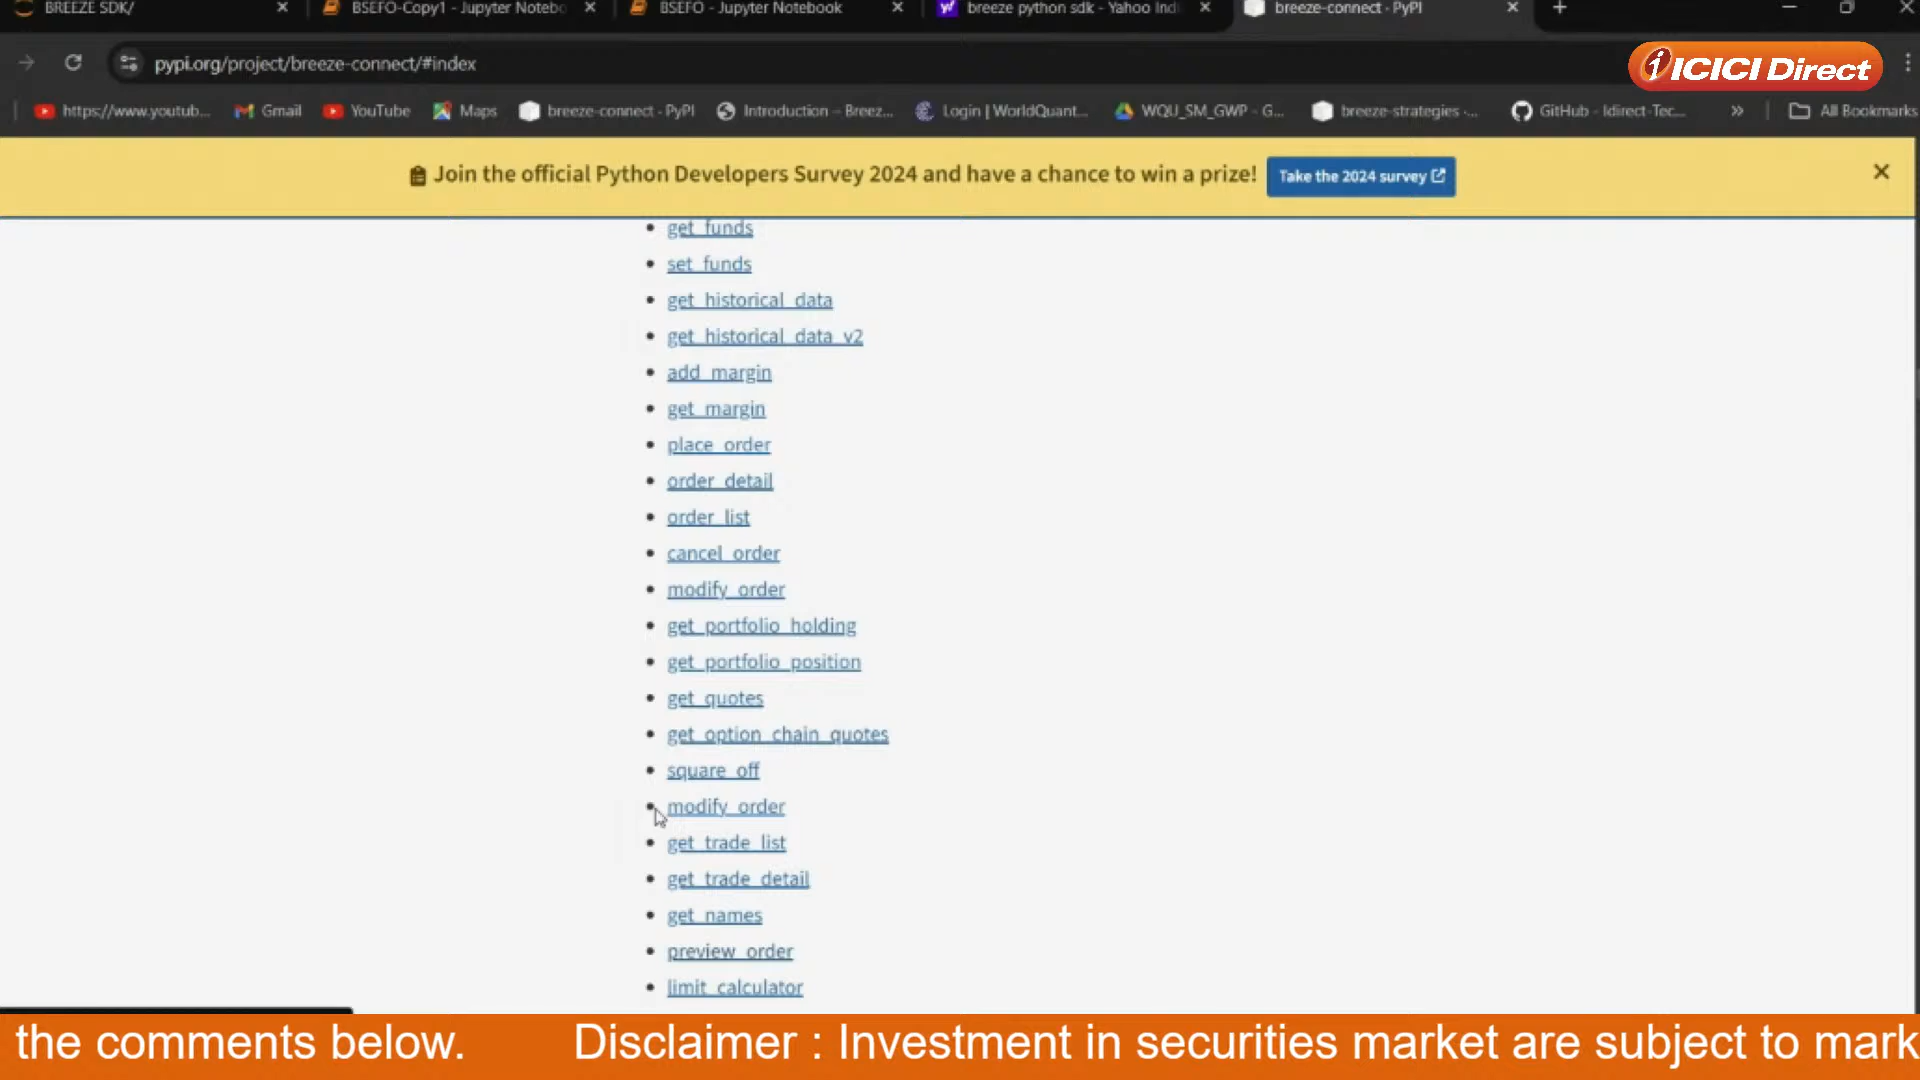 BREEZE SDK/
BSEFO-Copy1 - Jupyter Notebo
BSEFO - Jupyter Notebook
breeze python sdk - Yahoo Indi
breeze-connect · PyPI
pypi.org/project/breeze-connect/#index
ICICI Direct
https://www.youtub...
Gmail
YouTube
Maps
breeze-connect · PyPI
Introduction – Breez...
Login | WorldQuant...
WQU_SM_GWP - G...
breeze-strategies ·...
GitHub - Idirect-Tec...
All Bookmarks
Join the official Python Developers Survey 2024 and have a chance to win a prize!
Take the 2024 survey
get_funds
set_funds
get_historical_data
get_historical_data_v2
add_margin
get_margin
place_order
order_detail
order_list
cancel_order
modify_order
get_portfolio_holding
get_portfolio_position
get_quotes
get_option_chain_quotes
square_off
modify_order
get_trade_list
get_trade_detail
get_names
preview_order
limit_calculator
the comments below. Disclaimer : Investment in securities market are subject to mark